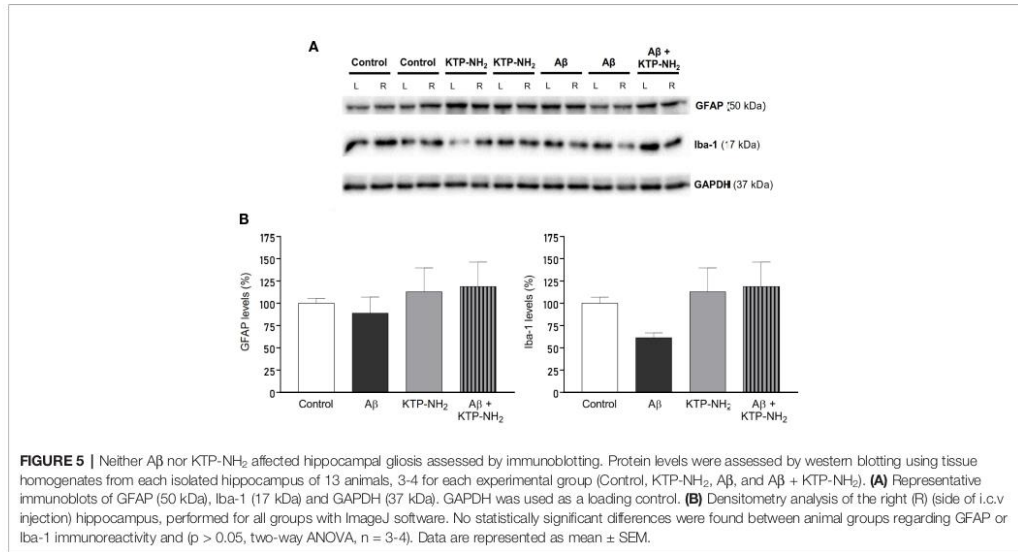 A
Aβ +
Control Control KTP-NH₂ KTP-NH₂ Aβ Aβ KTP-NH₂
L R L R L R L R L R L R L R
GFAP (50 kDa)
Iba-1 (17 kDa)
GAPDH (37 kDa)
B
175
150
125
100
75
50
25
0
GFAP levels (%)
Control Aβ KTP-NH₂ Aβ +
KTP-NH₂
175
150
125
100
75
50
25
0
Iba-1 levels (%)
Control Aβ KTP-NH₂ Aβ +
KTP-NH₂
FIGURE 5 | Neither Aβ nor KTP-NH₂ affected hippocampal gliosis assessed by immunoblotting. Protein levels were assessed by western blotting using tissue
homogenates from each isolated hippocampus of 13 animals, 3-4 for each experimental group (Control, KTP-NH₂, Aβ, and Aβ + KTP-NH₂). (A) Representative
immunoblots of GFAP (50 kDa), Iba-1 (17 kDa) and GAPDH (37 kDa). GAPDH was used as a loading control. (B) Densitometry analysis of the right (R) (side of i.c.v
injection) hippocampus, performed for all groups with ImageJ software. No statistically significant differences were found between animal groups regarding GFAP or
Iba-1 immunoreactivity and (p > 0.05, two-way ANOVA, n = 3-4). Data are represented as mean ± SEM.